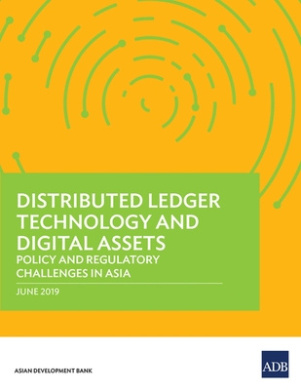 DISTRIBUTED LEDGER
TECHNOLOGY AND
DIGITAL ASSETS
POLICY AND REGULATORY
CHALLENGES IN ASIA
JUNE 2019
ASIAN DEVELOPMENT BANK
ADB